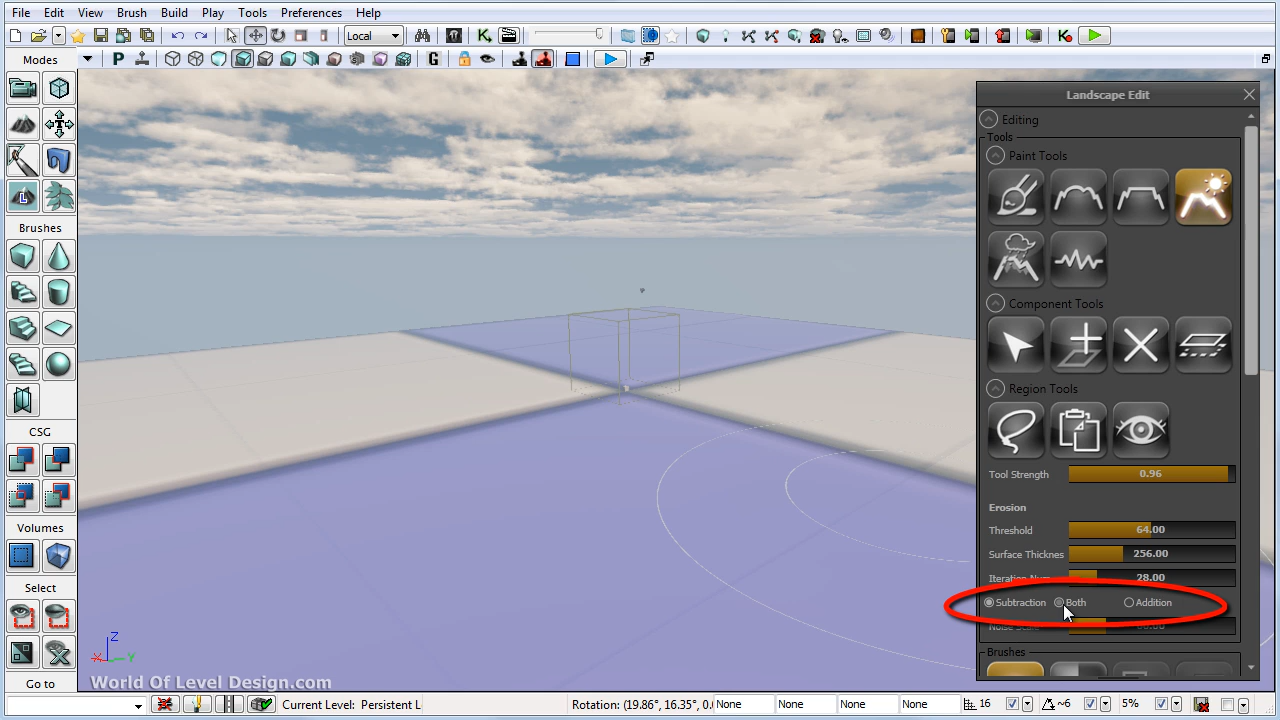 File Edit View Brush Build Play Tools Preferences Help
Local
Modes
P G
L
Brushes
CSG
Volumes
Select
Go to
Landscape Edit
Editing
Tools
Paint Tools
Component Tools
Region Tools
Tool Strength 0.96
Erosion
Threshold 64.00
Surface Thicknes 256.00
Iteration Num 28.00
Subtraction Both Addition
Noise Scale
Brushes
Z
X Y
World Of Level Design.com
Current Level: Persistent L
Rotation: (19.86°, 16.35°, 0.
None None None None 16 ~6 5%